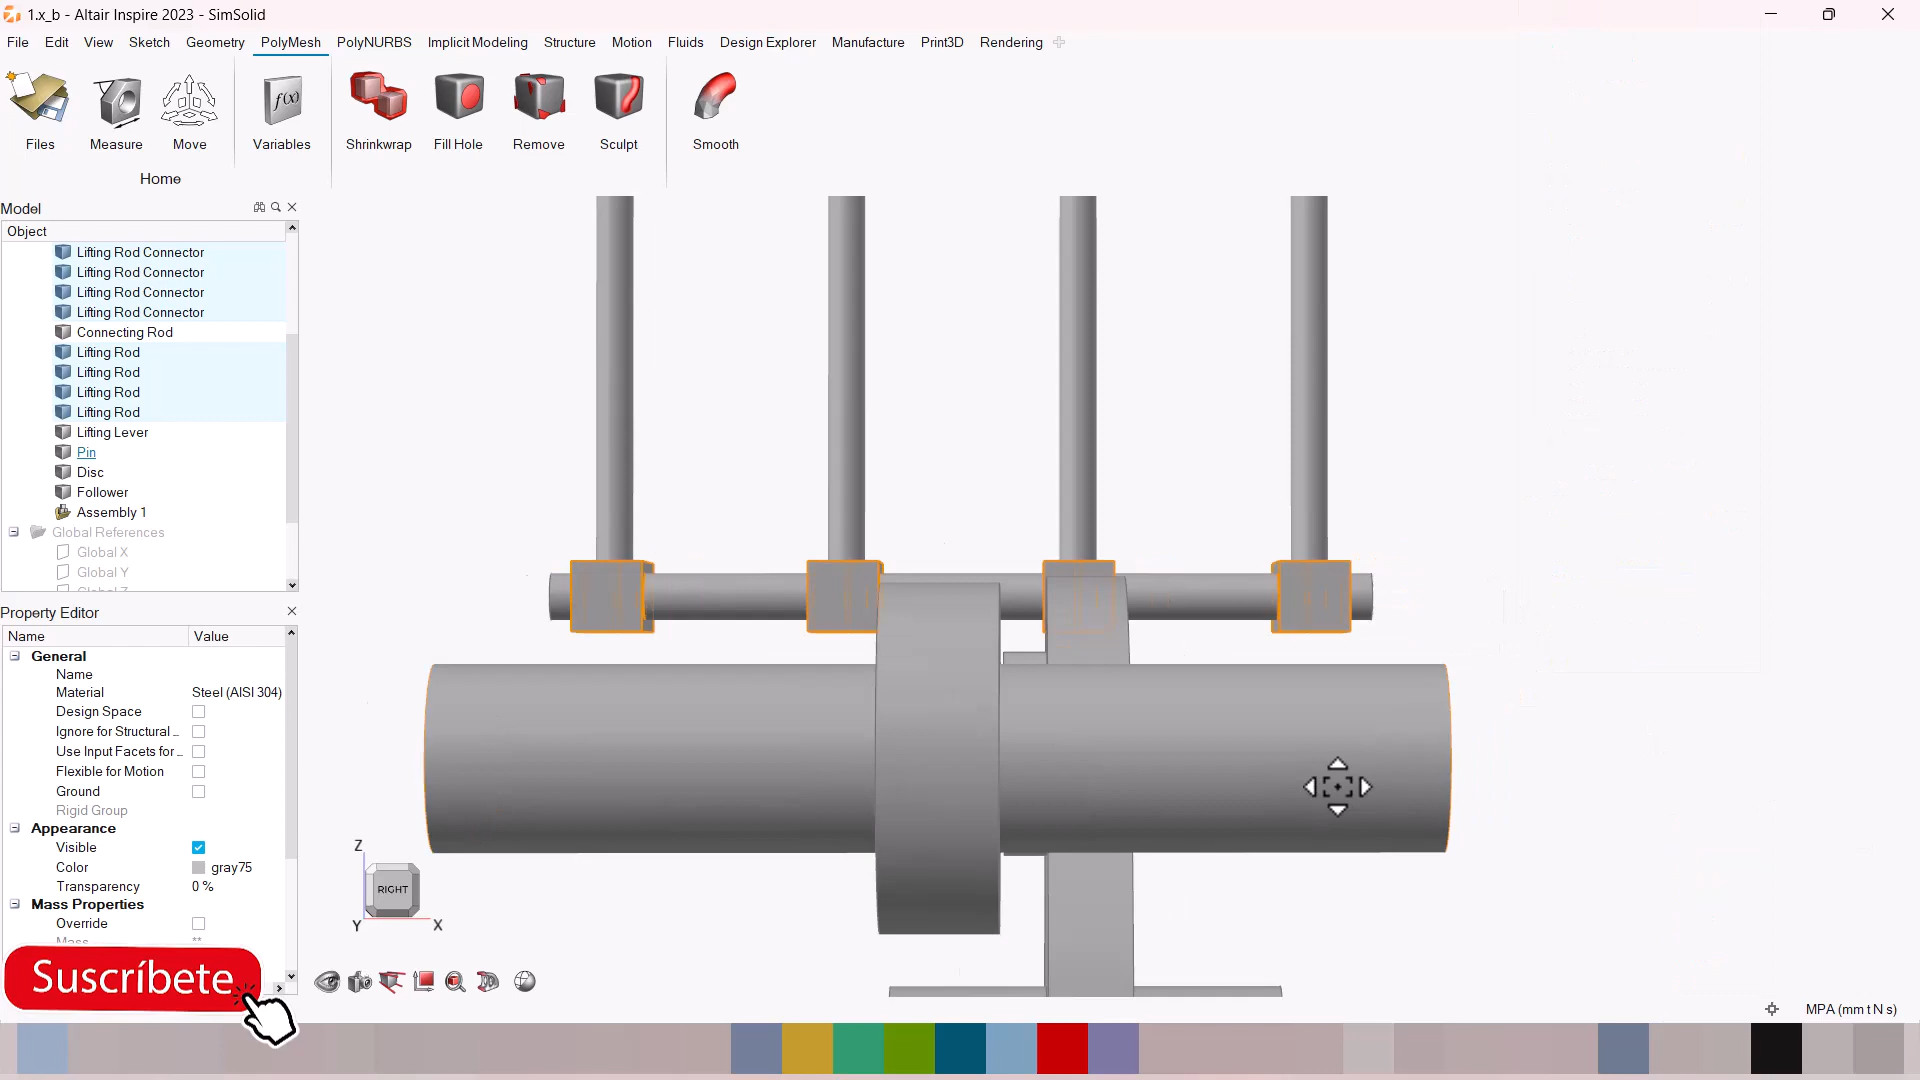 1.x_b - Altair Inspire 2023 - SimSolid
File Edit View Sketch Geometry PolyMesh PolyNURBS Implicit Modeling Structure Motion Fluids Design Explorer Manufacture Print3D Rendering
f(x)
Files Measure Move Variables Shrinkwrap Fill Hole Remove Sculpt Smooth
Home
Model
Object
Lifting Rod Connector
Lifting Rod Connector
Lifting Rod Connector
Lifting Rod Connector
Connecting Rod
Lifting Rod
Lifting Rod
Lifting Rod
Lifting Rod
Lifting Lever
Pin
Disc
Follower
Assembly 1
Global References
Global X
Global Y
Property Editor
Name Value
General
Name
Material Steel (AISI 304)
Design Space
Ignore for Structural ...
Use Input Facets for ...
Flexible for Motion
Ground
Rigid Group
Appearance
Visible
Color gray75
Transparency 0 %
Mass Properties
Override
Suscríbete
Z
RIGHT
Y X
MPA (mm t N s)